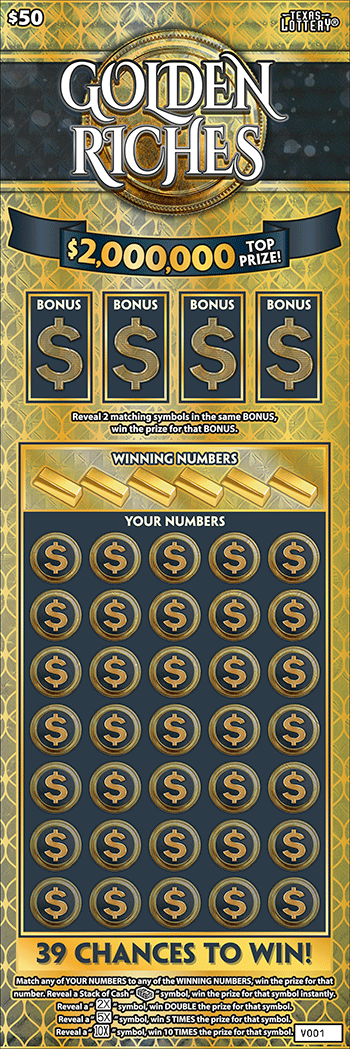 $50
TEXAS
LOTTERY®
GOLDEN
RICHES
$2,000,000 TOP
PRIZE!
BONUS BONUS BONUS BONUS
$ $ $ $
Reveal 2 matching symbols in the same BONUS,
win the prize for that BONUS.
WINNING NUMBERS
YOUR NUMBERS
$ $ $ $ $
$ $ $ $ $
$ $ $ $ $
$ $ $ $ $
$ $ $ $ $
$ $ $ $ $
$ $ $ $ $
39 CHANCES TO WIN!
Match any of YOUR NUMBERS to any of the WINNING NUMBERS, win the prize for that
number. Reveal a Stack of Cash " " symbol, win the prize for that symbol instantly.
Reveal a " 2X " symbol, win DOUBLE the prize for that symbol.
Reveal a " 5X " symbol, win 5 TIMES the prize for that symbol.
Reveal a " 10X " symbol, win 10 TIMES the prize for that symbol.
V001